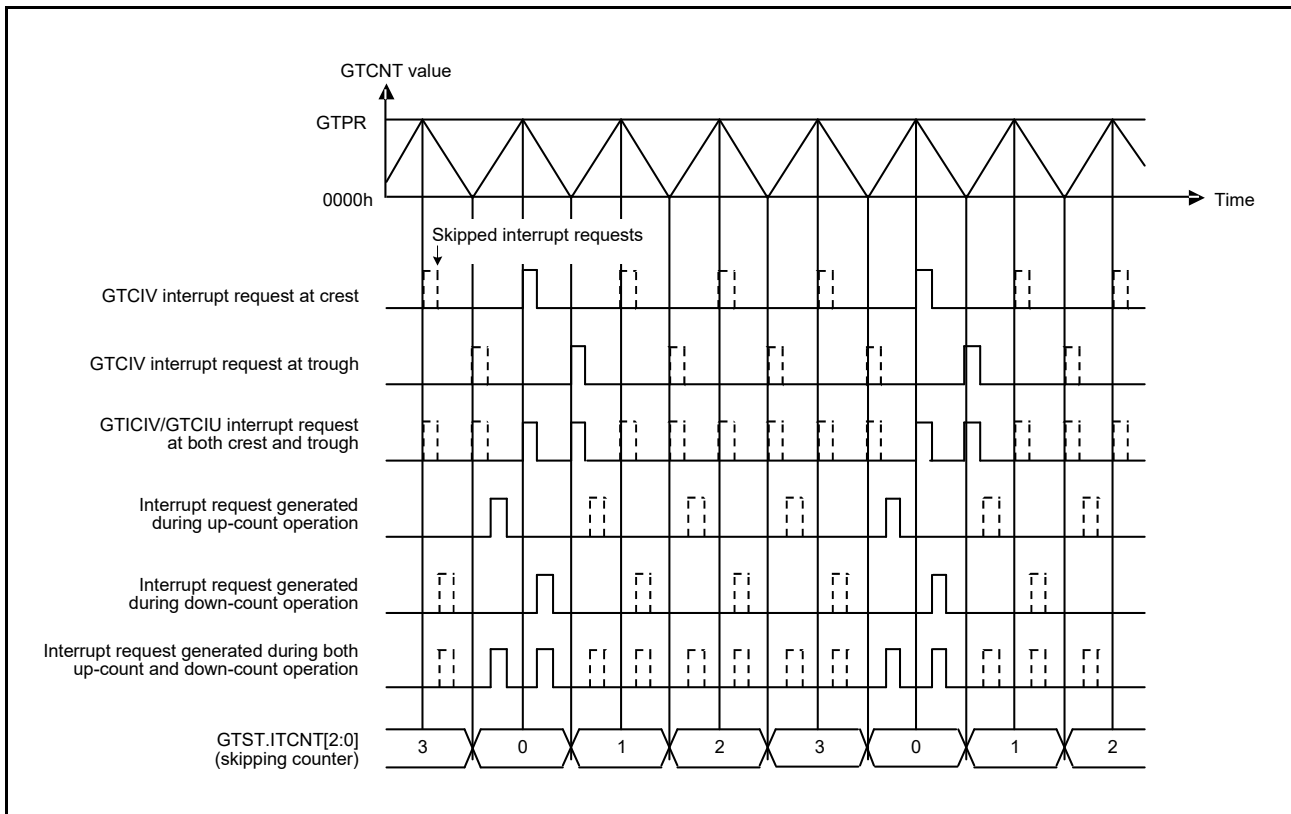 GTCNT value
GTPR
0000h
Time
Skipped interrupt requests
GTCIV interrupt request at crest
GTCIV interrupt request at trough
GTICIV/GTCIU interrupt request
at both crest and trough
Interrupt request generated
during up-count operation
Interrupt request generated
during down-count operation
Interrupt request generated during both
up-count and down-count operation
GTST.ITCNT[2:0]
(skipping counter)
3 0 1 2 3 0 1 2